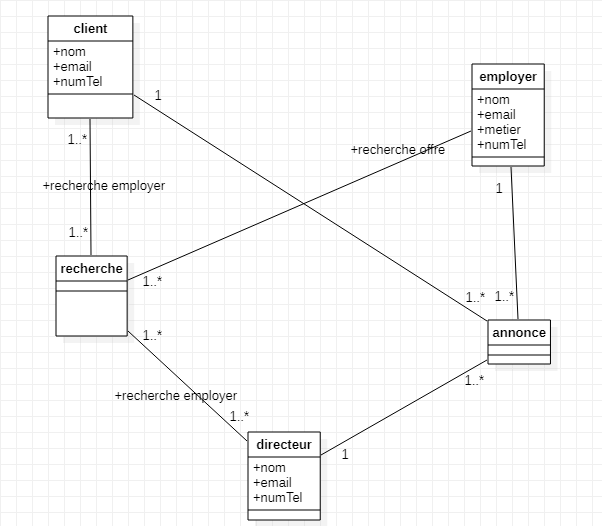 client
+nom
+email
+numTel
1
employer
+nom
+email
+metier
+numTel
1..*
+recherche offre
+recherche employer
1
1..*
recherche
1..*
1..* 1..*
annonce
1..*
1..*
+recherche employer
1..*
directeur
1
+nom
+email
+numTel